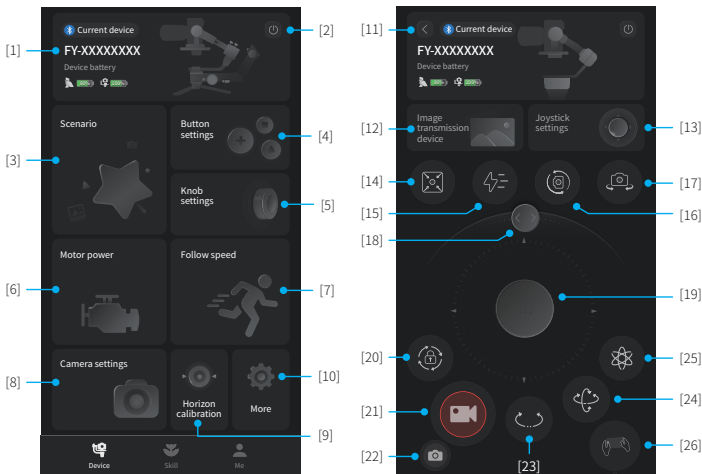 Current device
FY-XXXXXXXX
Device battery
[1]
[2]
Scenario
[3]
Button
settings
[4]
Knob
settings
[5]
Motor power
[6]
Follow speed
[7]
Camera settings
[8]
Horizon
calibration
[9]
More
[10]
Device
Skill
Me
[11]
Current device
FY-XXXXXXXX
Device battery
Image
transmission
device
[12]
Joystick
settings
[13]
[14]
[15]
[16]
[17]
[18]
[19]
[20]
[21]
[22]
[23]
[24]
[25]
[26]